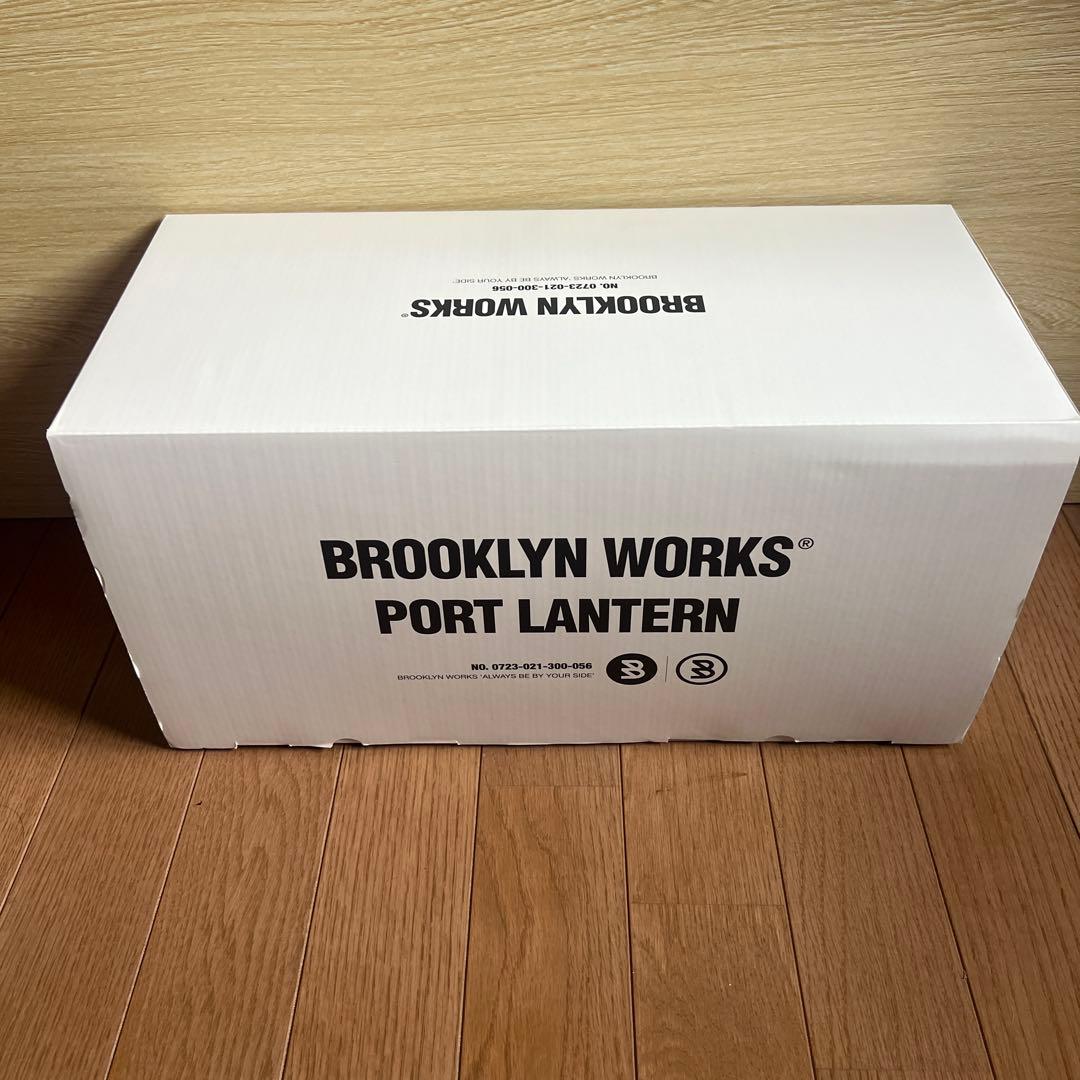 BROOKLYN WORKS®
NO. 0723-021-300-056
BROOKLYN WORKS 'ALWAYS BE BY YOUR SIDE'
BROOKLYN WORKS®
PORT LANTERN
NO. 0723-021-300-056
BROOKLYN WORKS 'ALWAYS BE BY YOUR SIDE'